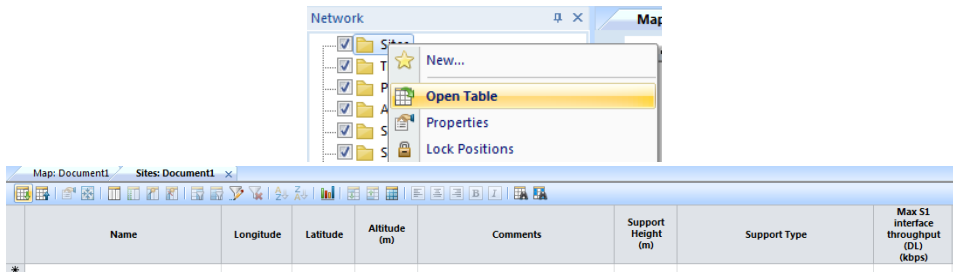 Network
Map
Sites
New...
T
P
Open Table
A
S
Properties
S
Lock Positions
Map: Document1
Sites: Document1
Name
Longitude
Latitude
Altitude
(m)
Comments
Support
Height
(m)
Support Type
Max S1
interface
throughput
(DL)
(kbps)